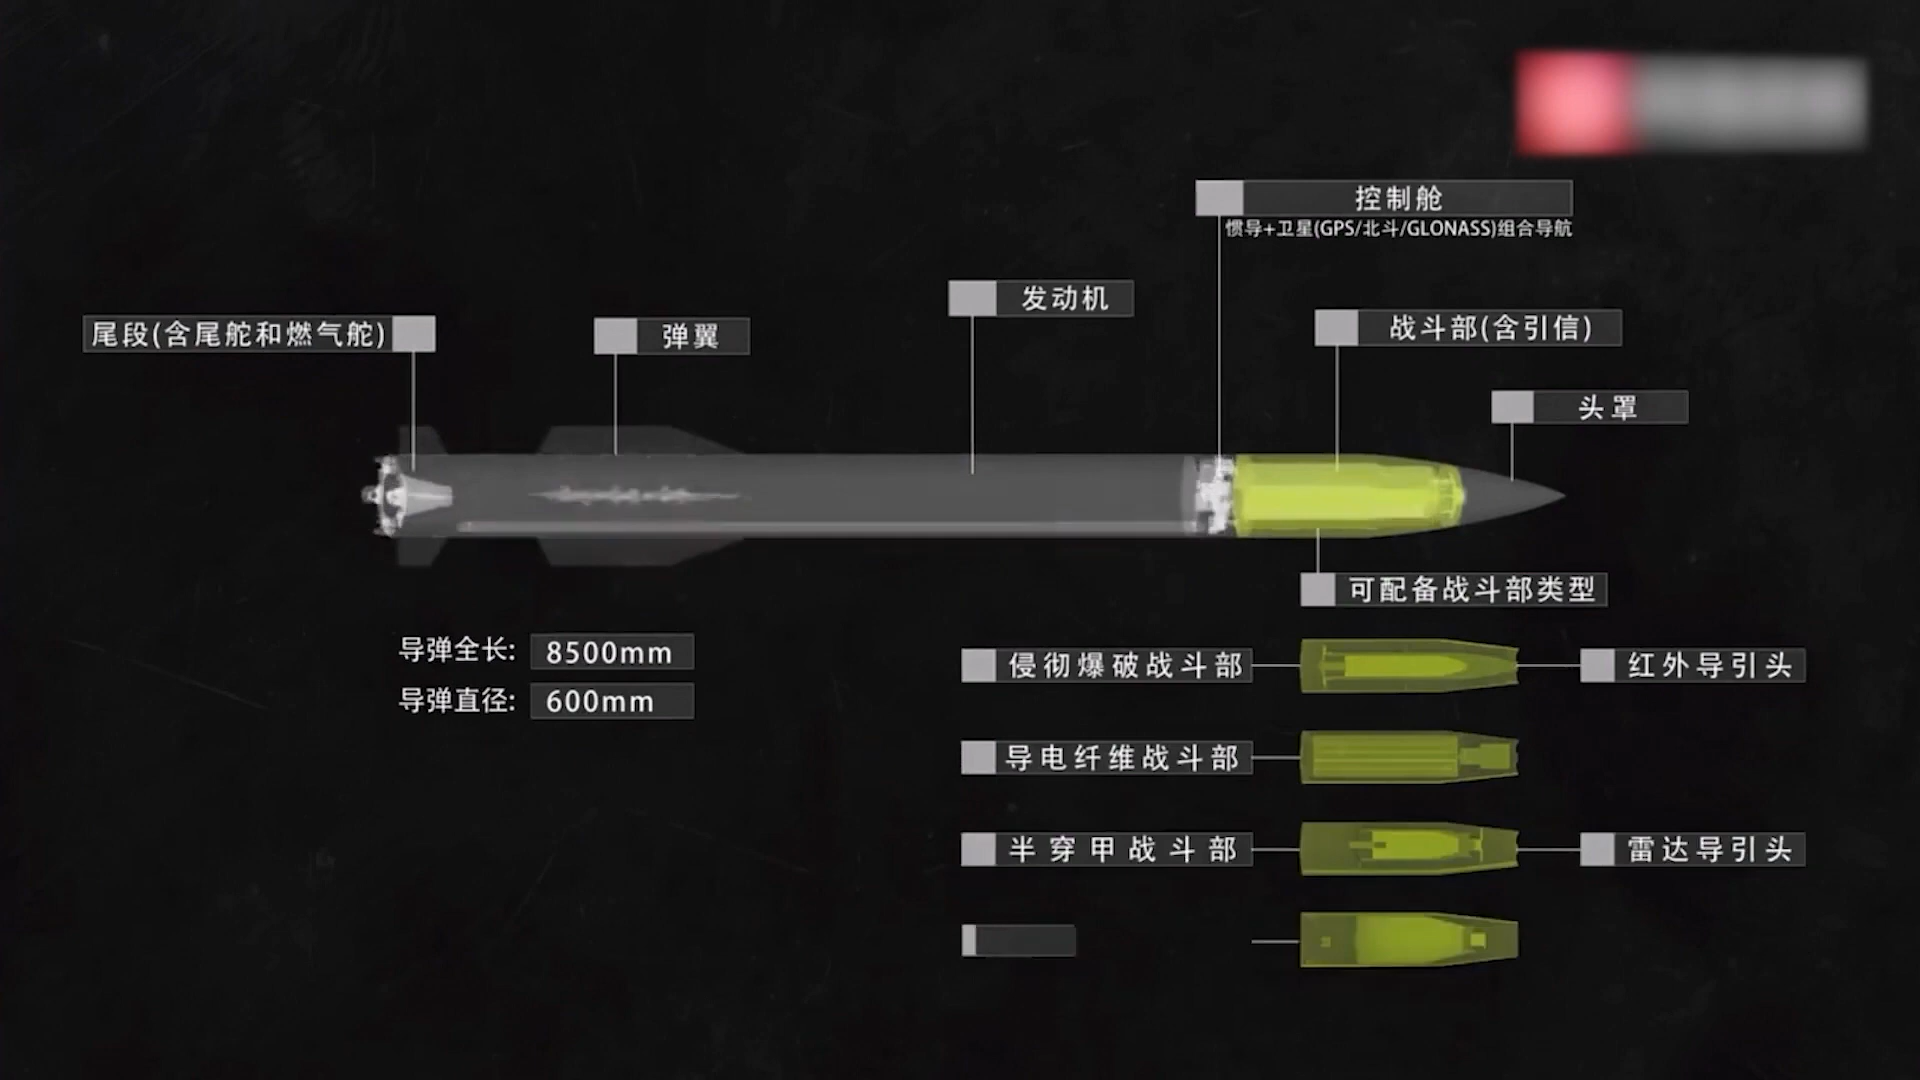 控制舱
惯导+卫星(GPS/北斗/GLONASS)组合导航
发动机
尾段(含尾舵和燃气舵)
弹翼
战斗部(含引信)
头罩
可配备战斗部类型
导弹全长: 8500mm
导弹直径: 600mm
侵彻爆破战斗部
红外导引头
导电纤维战斗部
半穿甲战斗部
雷达导引头